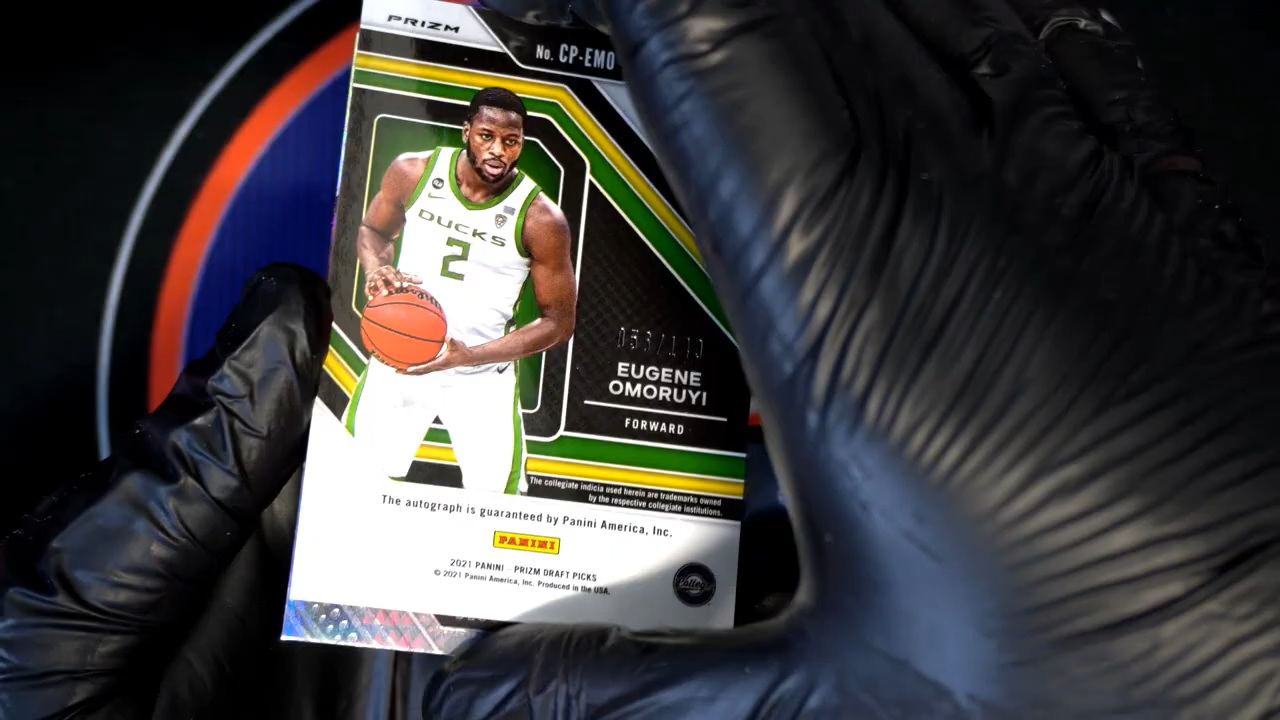 PRIZM
No. CP-EMO
DUCKS
2
EUGENE
OMORUYI
FORWARD
The collegiate indicia used herein are trademarks owned
by the respective collegiate institutions.
The autograph is guaranteed by Panini America, Inc.
PANINI
2021 PANINI - PRIZM DRAFT PICKS
© 2021 Panini America, Inc. Produced in the USA.